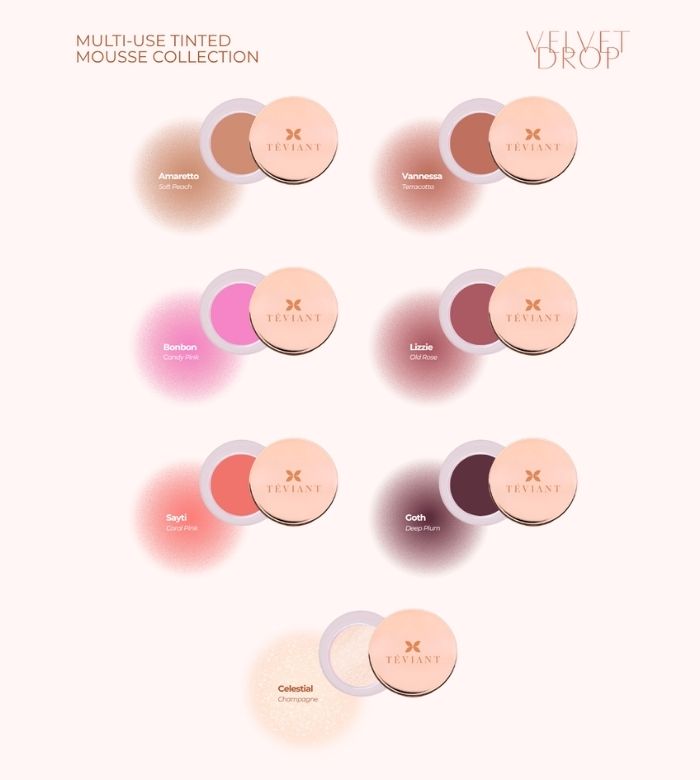 MULTI-USE TINTED
MOUSSE COLLECTION
VELVET
DROP
TÉVIANT
Amaretto
Soft Peach
TÉVIANT
Vannessa
Terracotta
TÉVIANT
Bonbon
Candy Pink
TÉVIANT
Lizzie
Old Rose
TÉVIANT
Sayti
Coral Pink
TÉVIANT
Goth
Deep Plum
TÉVIANT
Celestial
Champagne